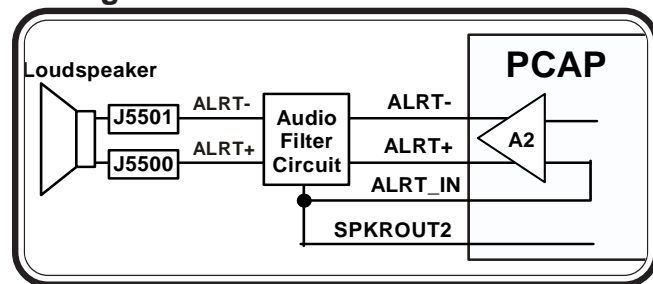 PCAP
Loudspeaker
J5501
ALRT-
Audio
Filter
Circuit
ALRT-
A2
J5500
ALRT+
ALRT+
ALRT_IN
SPKROUT2